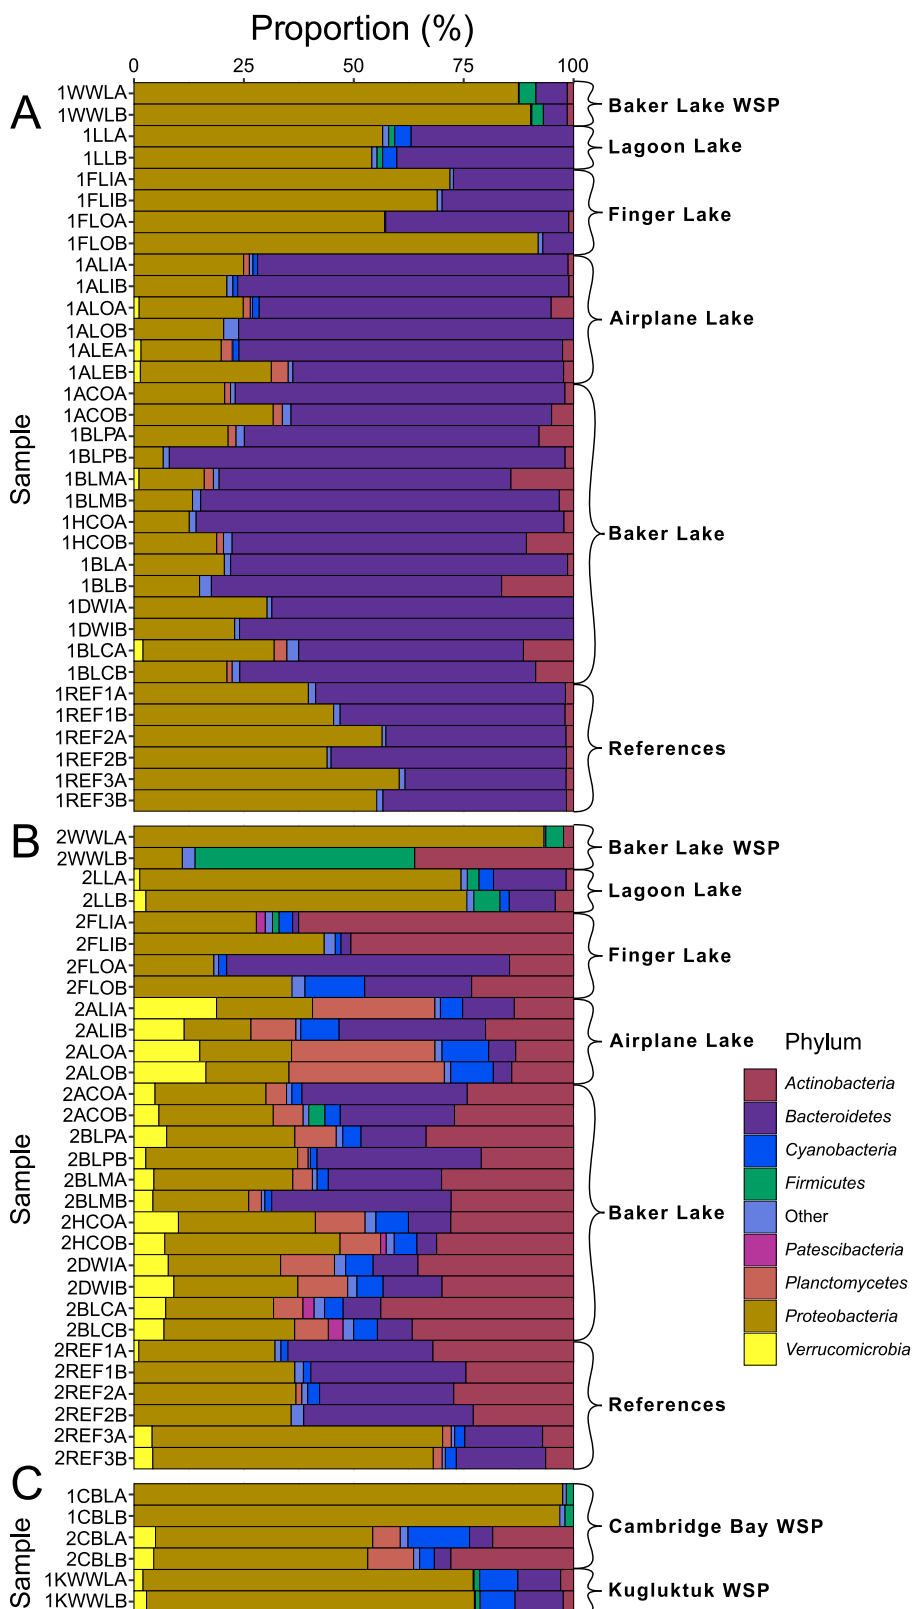 Proportion (%)
0 25 50 75 100
A
Sample
1WWLA
1WWLB
Baker Lake WSP
1LLA
1LLB
Lagoon Lake
1FLIA
1FLIB
1FLOA
1FLOB
Finger Lake
1ALIA
1ALIB
1ALOA
1ALOB
1ALEA
1ALEB
Airplane Lake
1ACOA
1ACOB
1BLPA
1BLPB
1BLMA
1BLMB
1HCOA
1HCOB
1BLA
1BLB
1DWIA
1DWIB
1BLCA
1BLCB
Baker Lake
1REF1A
1REF1B
1REF2A
1REF2B
1REF3A
1REF3B
References
B
Sample
2WWLA
2WWLB
Baker Lake WSP
2LLA
2LLB
Lagoon Lake
2FLIA
2FLIB
2FLOA
2FLOB
Finger Lake
2ALIA
2ALIB
2ALOA
2ALOB
Airplane Lake
2ACOA
2ACOB
2BLPA
2BLPB
2BLMA
2BLMB
2HCOA
2HCOB
2DWIA
2DWIB
2BLCA
2BLCB
Baker Lake
2REF1A
2REF1B
2REF2A
2REF2B
2REF3A
2REF3B
References
Phylum
Actinobacteria
Bacteroidetes
Cyanobacteria
Firmicutes
Other
Patescibacteria
Planctomycetes
Proteobacteria
Verrucomicrobia
C
Sample
1CBLA
1CBLB
2CBLA
2CBLB
Cambridge Bay WSP
1KWWLA
1KWWLB
Kugluktuk WSP